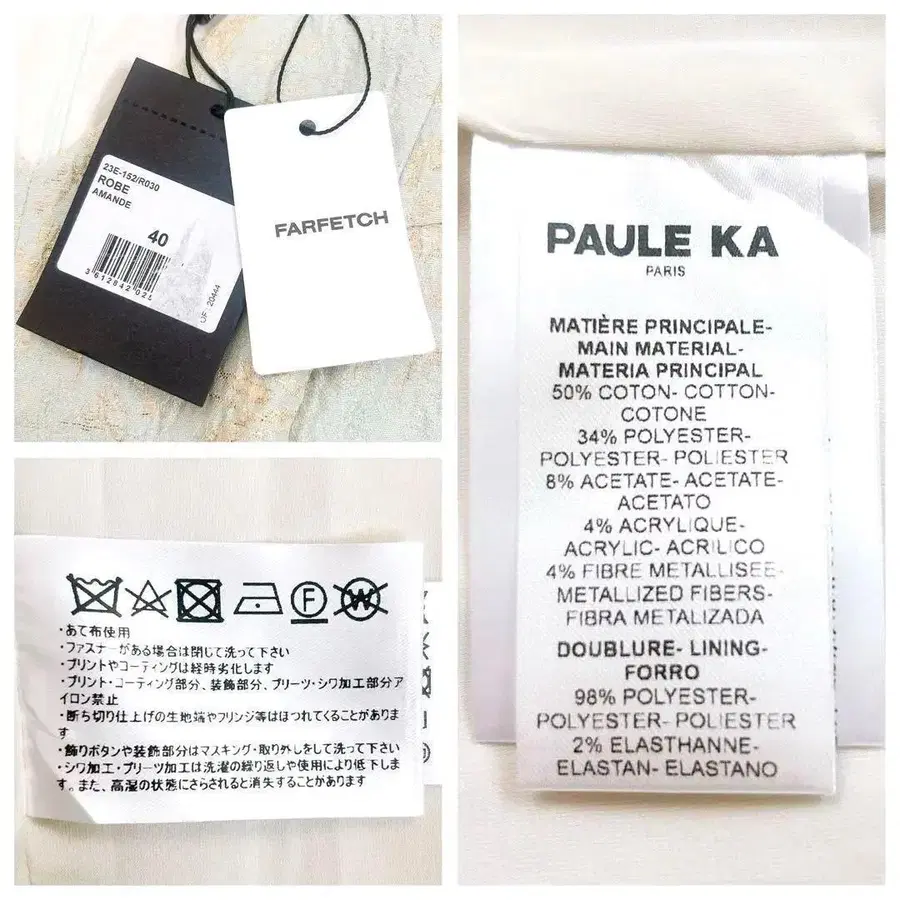 23E-152/R030
ROBE
AMANDE
40
3 612842 025
UF: 20444
FARFETCH
PAULE KA
PARIS
MATIÈRE PRINCIPALE-
MAIN MATERIAL-
MATERIA PRINCIPAL
50% COTON- COTTON-
COTONE
34% POLYESTER-
POLYESTER- POLIESTER
8% ACETATE- ACETATE-
ACETATO
4% ACRYLIQUE-
ACRYLIC- ACRILICO
4% FIBRE METALLISEE-
METALLIZED FIBERS-
FIBRA METALIZADA
DOUBLURE- LINING-
FORRO
98% POLYESTER-
POLYESTER- POLIESTER
2% ELASTHANNE-
ELASTAN- ELASTANO
F W
・あて布使用
・ファスナーがある場合は閉じて洗って下さい
・プリントやコーティングは経時劣化します
・プリント・コーティング部分、装飾部分、プリーツ・シワ加工部分ア
イロン禁止
・断ち切り仕上げの生地端やフリンジ等はほつれてくることがありま
す
・飾りボタンや装飾部分はマスキング・取り外しをして洗って下さい
・シワ加工・プリーツ加工は洗濯の繰り返しや使用により低下しま
す。また、高湿の状態にさらされると消失することがあります